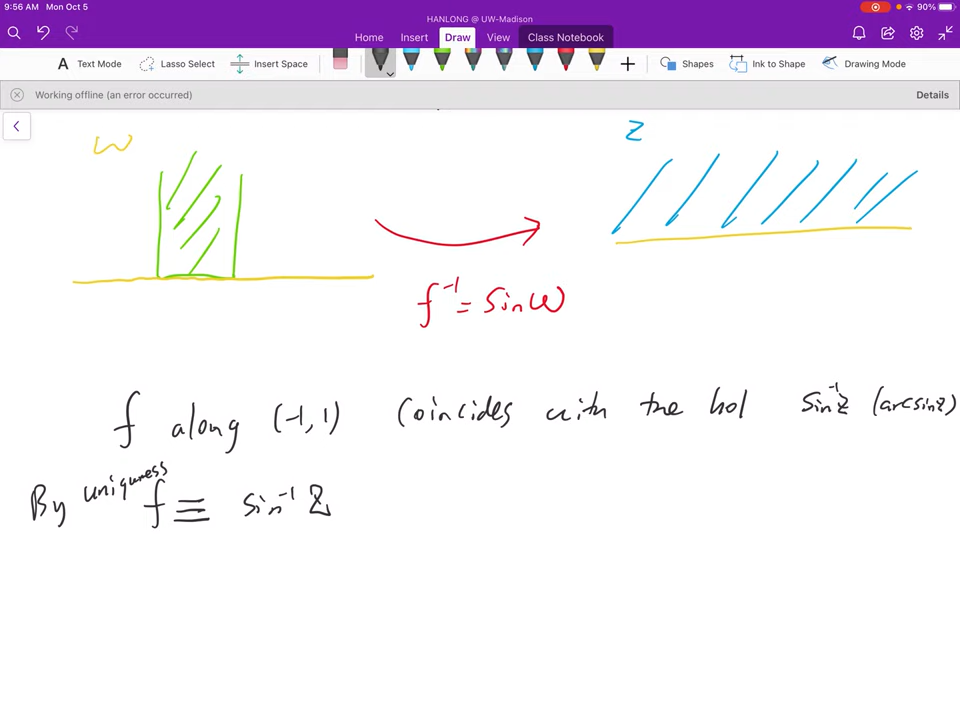 9:56 AM Mon Oct 5
90%
HANLONG @ UW-Madison
Home Insert Draw View Class Notebook
Text Mode Lasso Select Insert Space Shapes Ink to Shape Drawing Mode
Working offline (an error occurred) Details
w
z
f⁻¹ = sin w
f along (-1, 1) coincides with the hol sin⁻¹z (arcsin z)
By uniquness f ≡ sin⁻¹ z